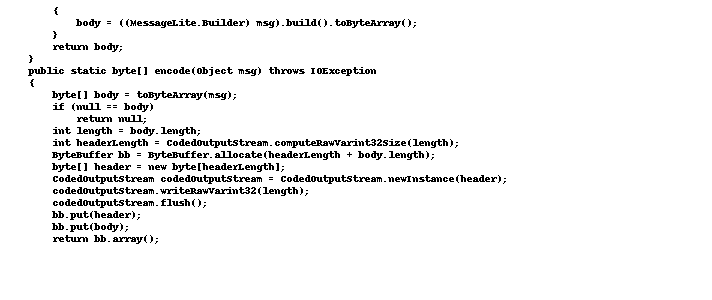 {
body = ((MessageLite.Builder) msg).build().toByteArray();
}
return body;
}
public static byte[] encode(Object msg) throws IOException
{
byte[] body = toByteArray(msg);
if (null == body)
return null;
int length = body.length;
int headerLength = CodedOutputStream.computeRawVarint32Size(length);
ByteBuffer bb = ByteBuffer.allocate(headerLength + body.length);
byte[] header = new byte[headerLength];
CodedOutputStream codedOutputStream = CodedOutputStream.newInstance(header);
codedOutputStream.writeRawVarint32(length);
codedOutputStream.flush();
bb.put(header);
bb.put(body);
return bb.array();